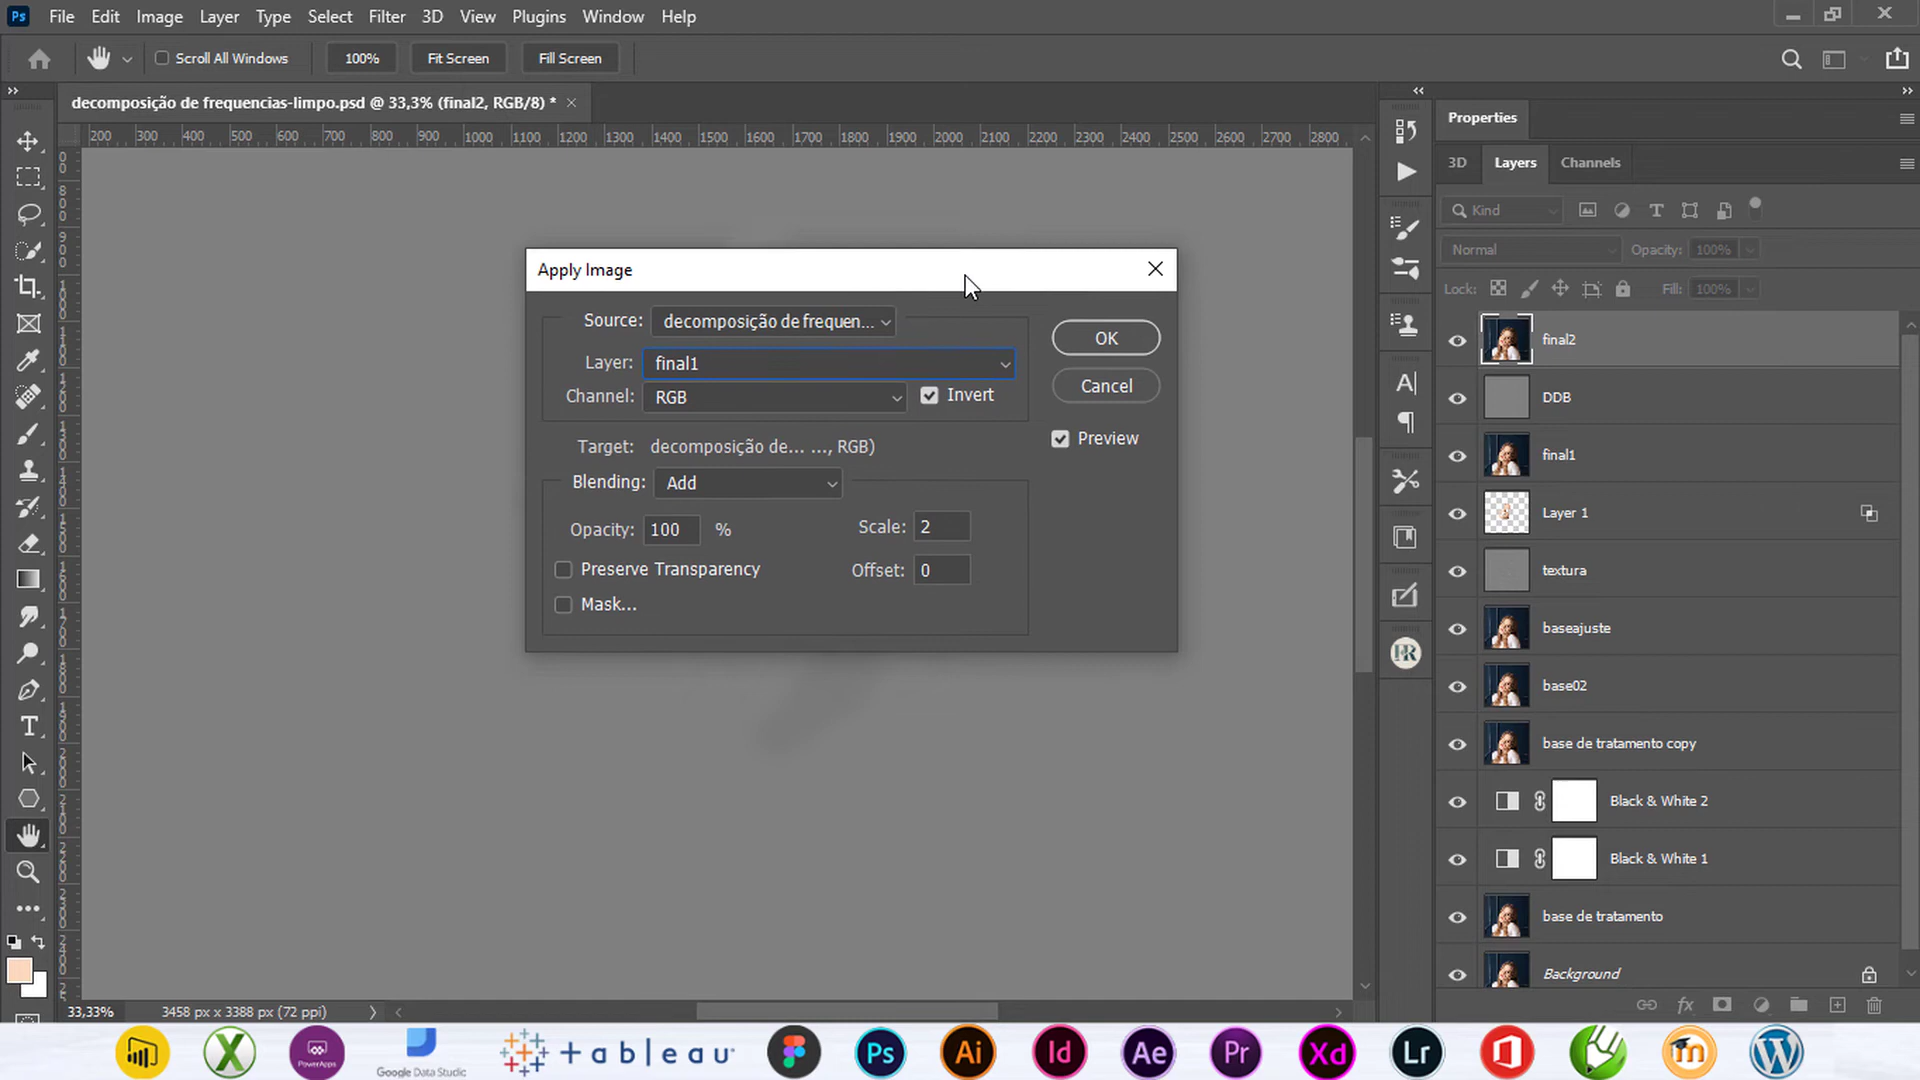 Ps File Edit Image Layer Type Select Filter 3D View Plugins Window Help
Scroll All Windows 100% Fit Screen Fill Screen
decomposição de frequencias-limpo.psd @ 33,3% (final2, RGB/8) *
200 300 400 500 600 700 800 900 1000 1100 1200 1300 1400 1500 1600 1700 1800 1900 2000 2100 2200 2300 2400 2500 2600 2700 2800
Apply Image
Source: decomposição de frequen...
Layer: final1
Channel: RGB Invert
Target: decomposição de... ..., RGB)
Blending: Add
Opacity: 100 %
Scale: 2
Preserve Transparency
Offset: 0
Mask...
OK
Cancel
Preview
Properties
3D Layers Channels
Kind
Normal Opacity: 100%
Lock: Fill: 100%
final2
DDB
final1
Layer 1
textura
baseajuste
base02
base de tratamento copy
Black & White 2
Black & White 1
base de tratamento
Background
33,33% 3458 px x 3388 px (72 ppi)
PowerApps
Google Data Studio
+ a b l e a u
Ps Ai Id Ae Pr Xd Lr